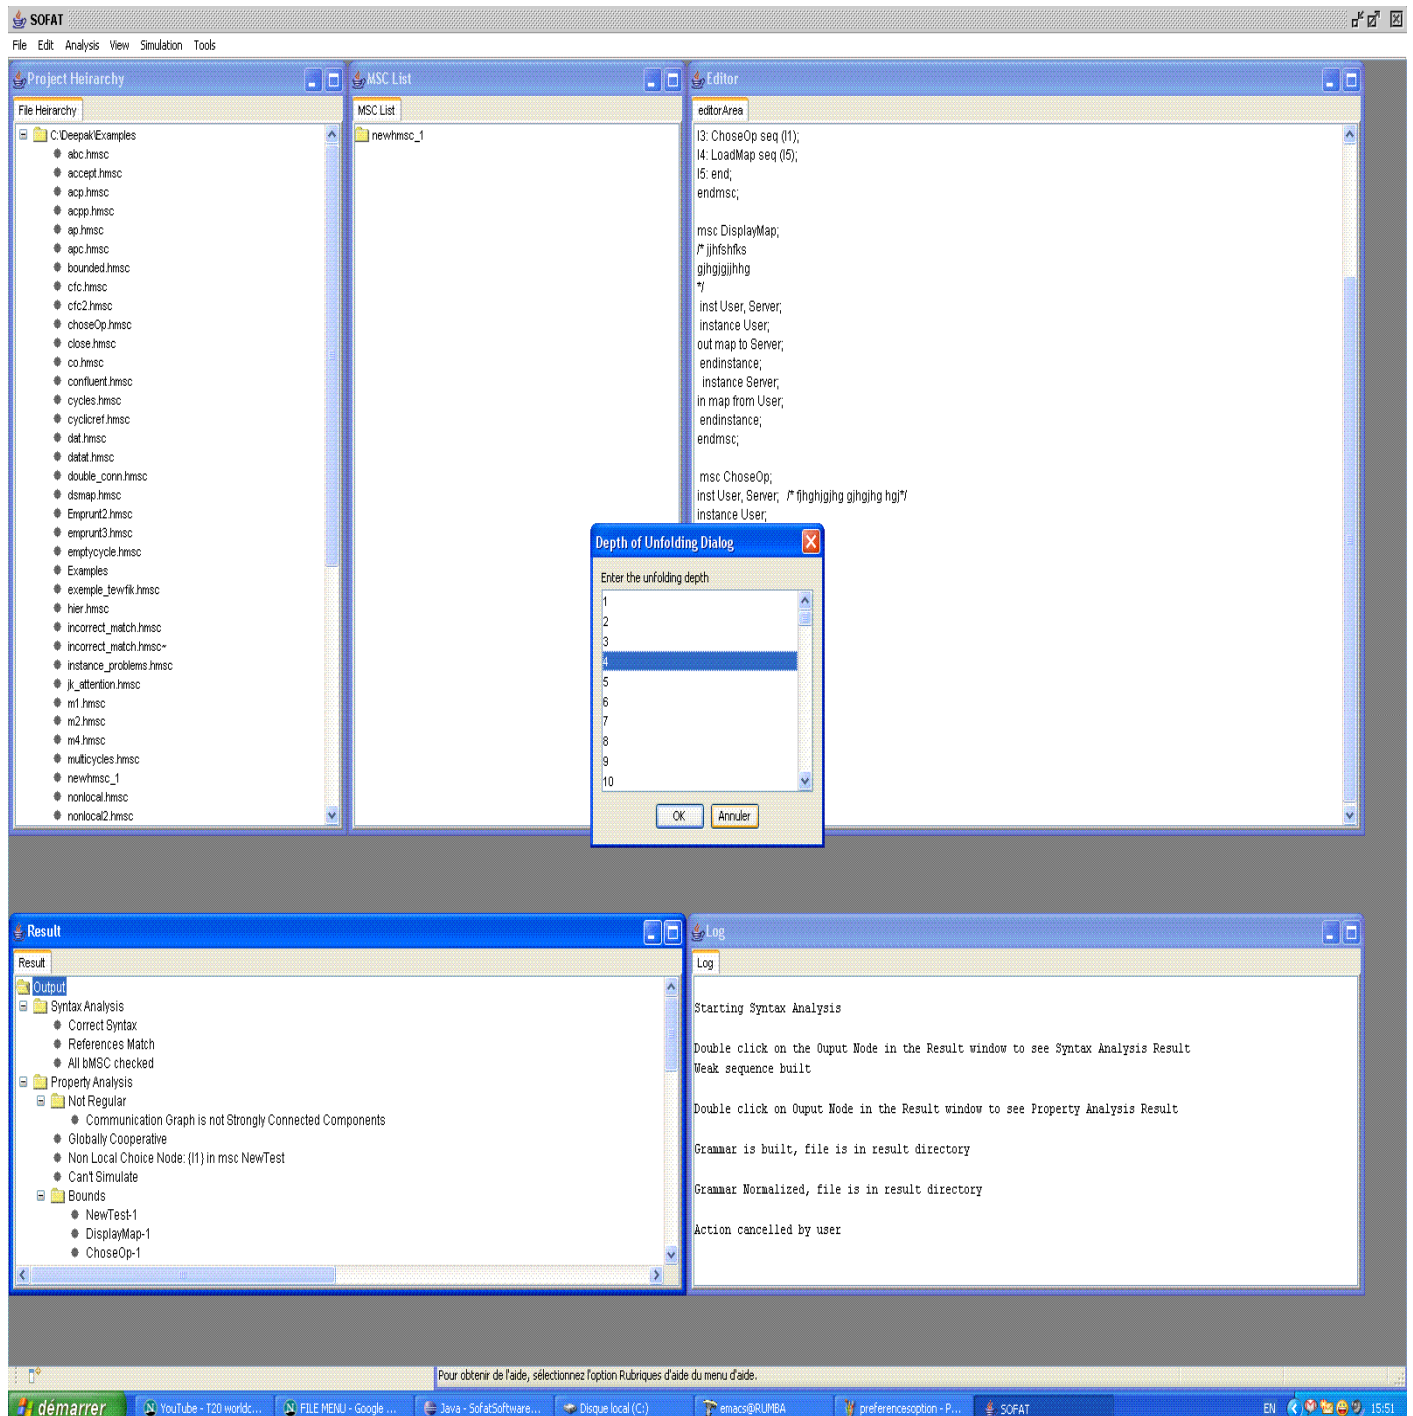 SOFAT
File Edit Analysis View Simulation Tools
Project Heirarchy
File Heirarchy
C:\Deepak\Examples
abc.hmsc
accept.hmsc
acp.hmsc
acpp.hmsc
ap.hmsc
apc.hmsc
bounded.hmsc
cfc.hmsc
cfc2.hmsc
choseOp.hmsc
close.hmsc
co.hmsc
confluent.hmsc
cycles.hmsc
cyclicref.hmsc
dat.hmsc
datat.hmsc
double_conn.hmsc
dsmap.hmsc
Emprunt2.hmsc
emprunt3.hmsc
emptycycle.hmsc
Examples
exemple_tewfik.hmsc
hier.hmsc
incorrect_match.hmsc
incorrect_match.hmsc~
instance_problems.hmsc
jk_attention.hmsc
m1.hmsc
m2.hmsc
m4.hmsc
multicycles.hmsc
newhmsc_1
nonlocal.hmsc
nonlocal2.hmsc
MSC List
MSC List
newhmsc_1
Editor
editorArea
l3: ChoseOp seq (l1);
l4: LoadMap seq (l5);
l5: end;
endmsc;
msc DisplayMap;
/* jjhfshfks
gjhgjgjjhhg
*/
inst User, Server;
instance User;
out map to Server;
endinstance;
instance Server;
in map from User;
endinstance;
endmsc;
msc ChoseOp;
inst User, Server; /* fjhghjgjhg gjhgjhg hgj*/
instance User;
Depth of Unfolding Dialog
Enter the unfolding depth
1
2
3
4
5
6
7
8
9
10
OK Annuler
Result
Result
Output
Syntax Analysis
Correct Syntax
References Match
All bMSC checked
Property Analysis
Not Regular
Communication Graph is not Strongly Connected Components
Globally Cooperative
Non Local Choice Node: {l1} in msc NewTest
Can't Simulate
Bounds
NewTest-1
DisplayMap-1
ChoseOp-1
Log
Log
Starting Syntax Analysis
Double click on the Ouput Node in the Result window to see Syntax Analysis Result
Weak sequence built
Double click on Ouput Node in the Result window to see Property Analysis Result
Grammar is built, file is in result directory
Grammar Normalized, file is in result directory
Action cancelled by user
Pour obtenir de l'aide, sélectionnez l'option Rubriques d'aide du menu d'aide.
démarrer YouTube - T20 worldc... FILE MENU - Google ... Java - SofatSoftware... Disque local (C:) emacs@RUMBA preferencesoption - P... SOFAT EN 15:51